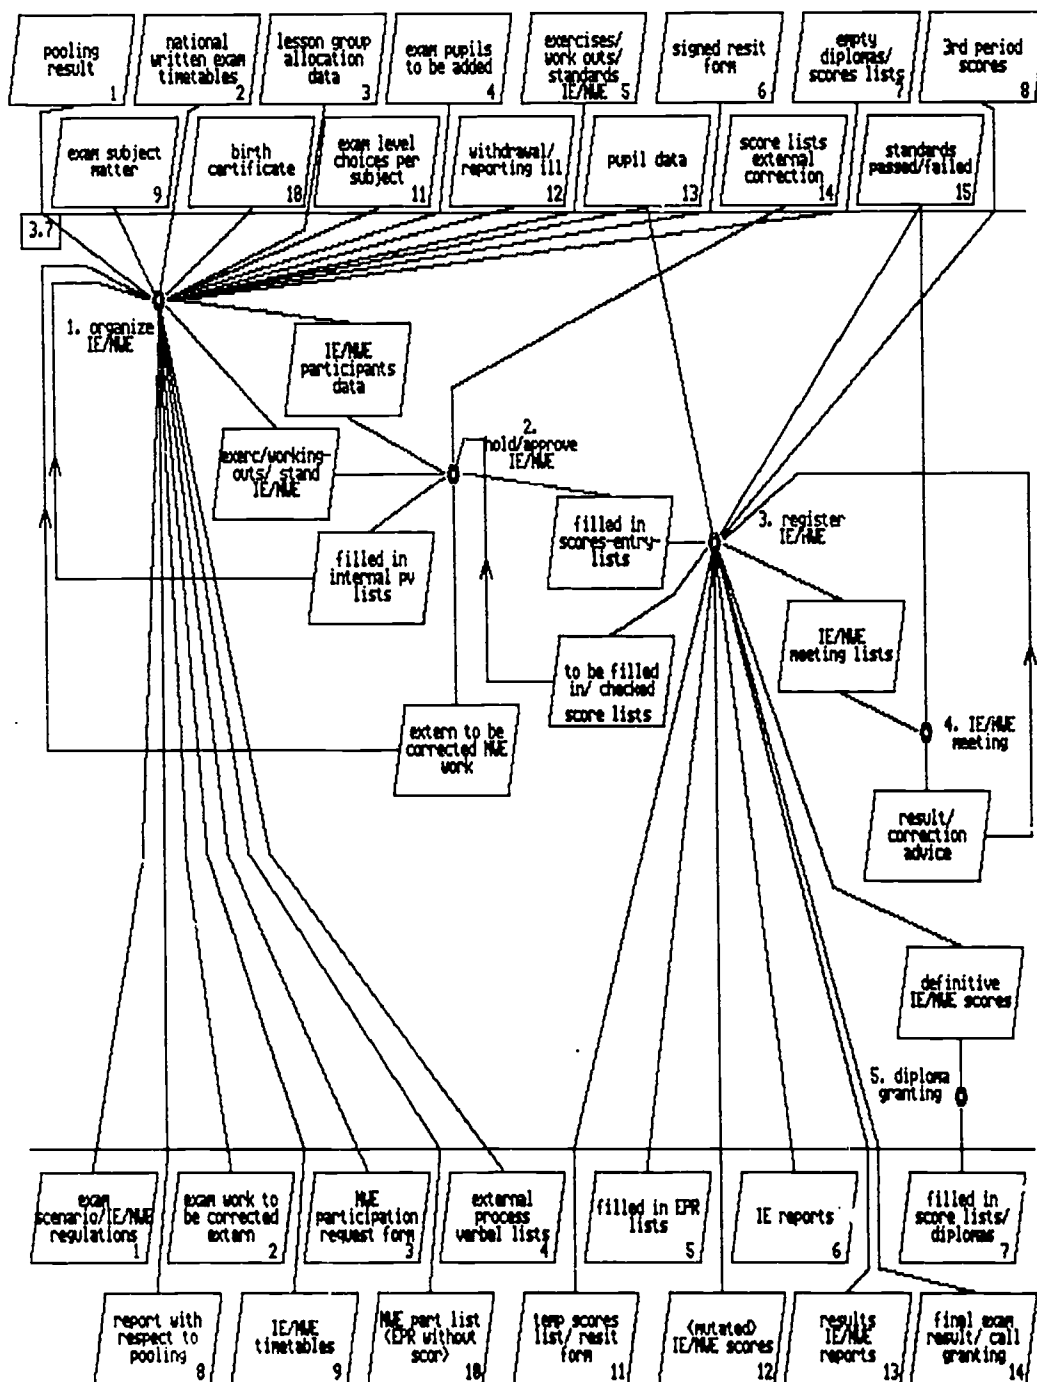 pooling
result
1
national
written exam
timetables
2
lesson group
allocation
data
3
exam pupils
to be added
4
exercises/
work outs/
standards
IE/NWE 5
signed resit
form
6
empty
diplomas/
scores lists
7
3rd period
scores
8
exam subject
matter
9
birth
certificate
10
exam level
choices per
subject
11
withdrawal/
reporting ill
12
pupil data
13
score lists
external
correction
14
standards
passed/failed
15
3.7
1. organize
IE/NWE
IE/NWE
participants
data
exerc/working-
outs/ stand
IE/NWE
2.
hold/approve
IE/NWE
filled in
internal pv
lists
filled in
scores-entry-
lists
3. register
IE/NWE
IE/NWE
meeting lists
to be filled
in/ checked
score lists
extern to be
corrected NWE
work
4. IE/NWE
meeting
result/
correction
advice
definitive
IE/NWE scores
5. diploma
granting
exam
scenario/IE/NWE
regulations
1
exam work to
be corrected
extern
2
NWE
participation
request form
3
external
process
verbal lists
4
filled in EPR
lists
5
IE reports
6
filled in
score lists/
diplomas
7
report with
respect to
pooling
8
IE/NWE
timetables
9
NWE part list
<EPR without
scor>
10
temp scores
list/ resit
form
11
<mutated>
IE/NWE scores
12
results
IE/NWE
reports
13
final exam
result/ call
granting
14